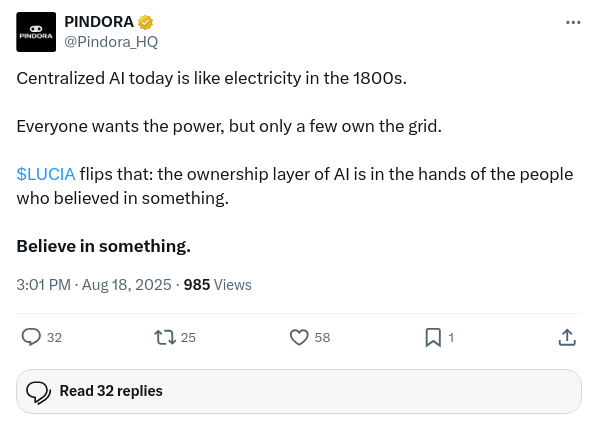 PINDORA
PINDORA
@Pindora_HQ
Centralized AI today is like electricity in the 1800s.
Everyone wants the power, but only a few own the grid.
$LUCIA flips that: the ownership layer of AI is in the hands of the people
who believed in something.
Believe in something.
3:01 PM · Aug 18, 2025 · 985 Views
32
25
58
1
Read 32 replies